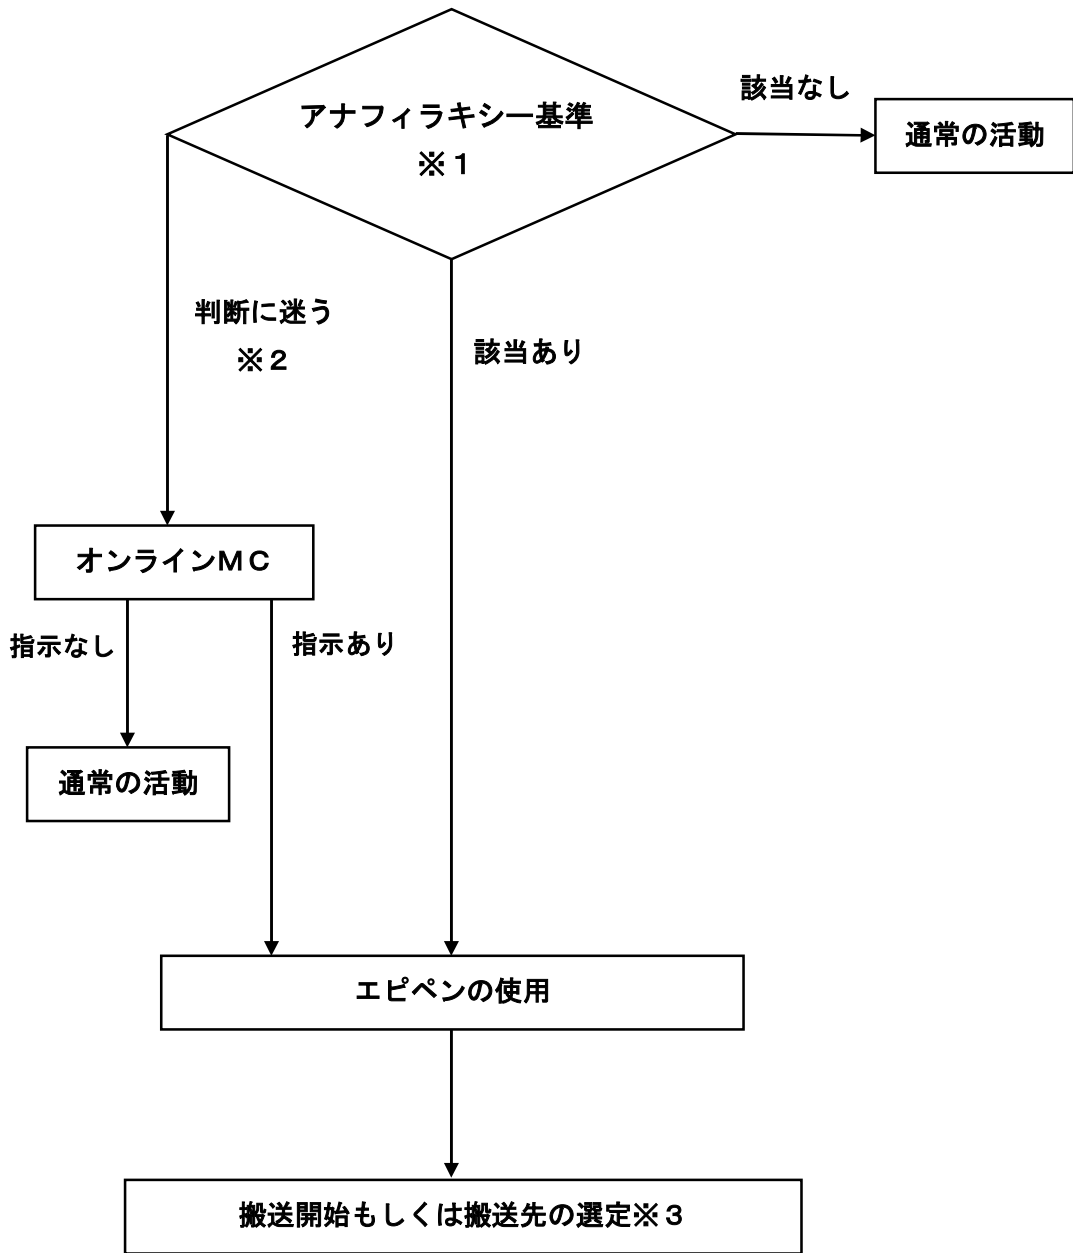 該当なし
アナフィラキシー基準
※１
通常の活動
判断に迷う
※２
該当あり
オンラインＭＣ
指示なし
指示あり
通常の活動
エピペンの使用
搬送開始もしくは搬送先の選定※３